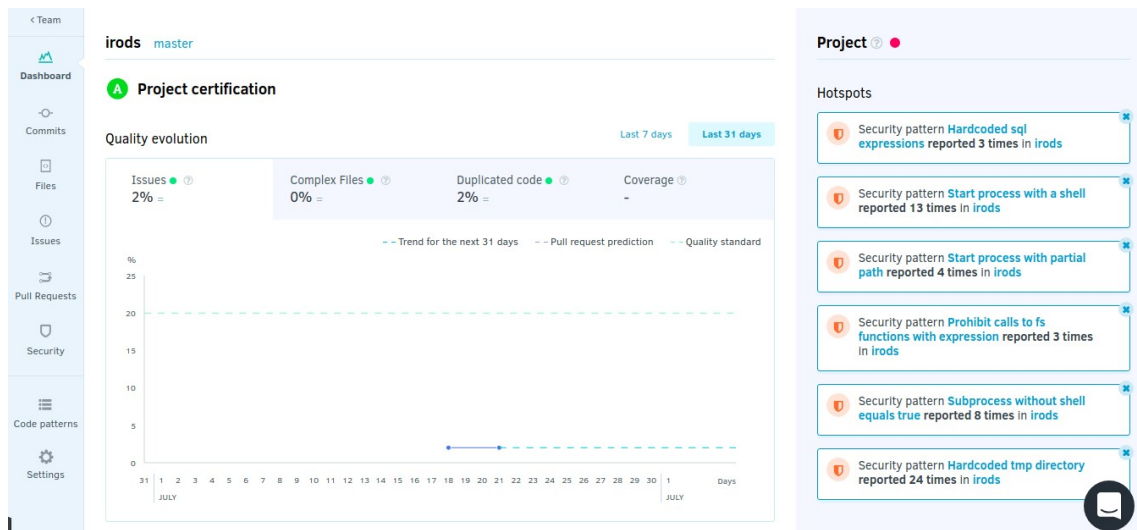 < Team
Dashboard
Commits
Files
Issues
Pull Requests
Security
Code patterns
Settings
irods master
A Project certification
Quality evolution
Last 7 days Last 31 days
Issues
2% =
Complex Files
0% =
Duplicated code
2% =
Coverage
-
Trend for the next 31 days Pull request prediction Quality standard
%
25
20
15
10
5
0
31 1 2 3 4 5 6 7 8 9 10 11 12 13 14 15 16 17 18 19 20 21 22 23 24 25 26 27 28 29 30 1 Days
JULY JULY
Project
Hotspots
Security pattern Hardcoded sql
expressions reported 3 times in irods
Security pattern Start process with a shell
reported 13 times in irods
Security pattern Start process with partial
path reported 4 times in irods
Security pattern Prohibit calls to fs
functions with expression reported 3 times
in irods
Security pattern Subprocess without shell
equals true reported 8 times in irods
Security pattern Hardcoded tmp directory
reported 24 times in irods